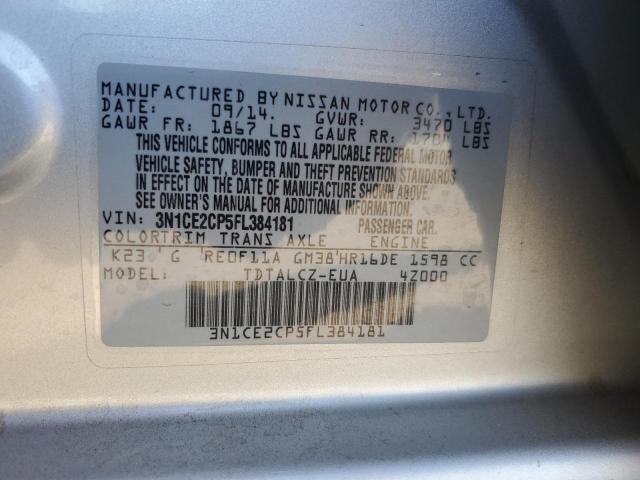 MANUFACTURED BY NISSAN MOTOR CO., LTD.
DATE: 09/14. GVWR: 3470 LBS
GAWR FR: 1867 LBS GAWR RR: LBS
THIS VEHICLE CONFORMS TO ALL APPLICABLE FEDERAL MOTOR
VEHICLE SAFETY, BUMPER AND THEFT PREVENTION STANDARDS
IN EFFECT ON THE DATE OF MANUFACTURE SHOWN ABOVE.
SEE OWNER'S MANUAL FOR ADDITIONAL INFORMATION.
VIN: 3N1CE2CP5FL384181 PASSENGER CAR.
COLORTRIM TRANS AXLE ENGINE
K23 G RE0F11A GM38 HR16DE 1598 CC
MODEL: TDTALCZ-EUA 4Z000
3N1CE2CP5FL384181